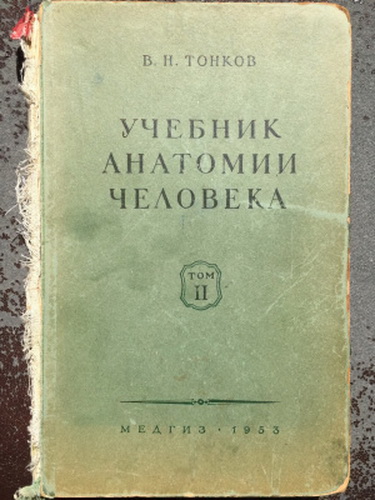 В. Н. ТОНКОВ
УЧЕБНИК
АНАТОМИИ
ЧЕЛОВЕКА
ТОМ
II
МЕДГИЗ · 1953